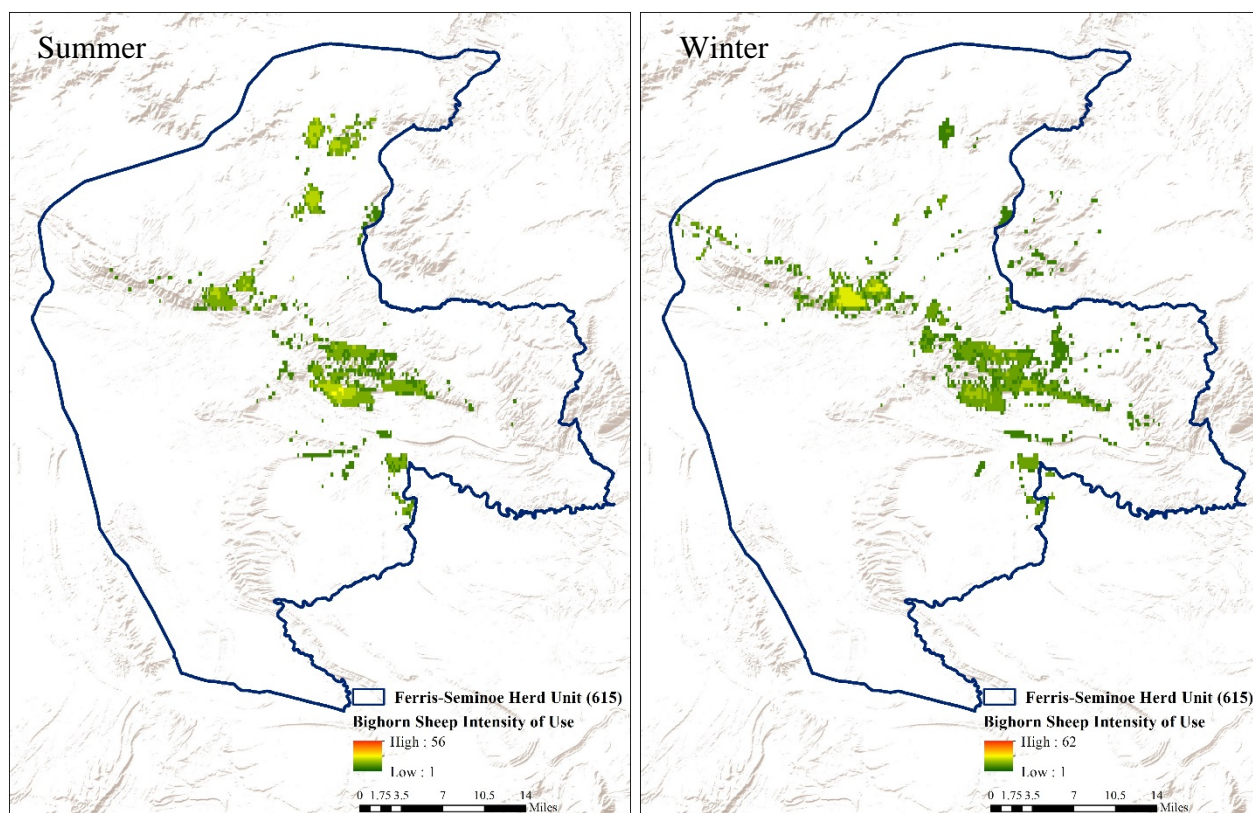 Summer
Ferris-Seminoe Herd Unit (615)
Bighorn Sheep Intensity of Use
High : 56
Low : 1
0 1.75 3.5 7 10.5 14
Miles
Winter
Ferris-Seminoe Herd Unit (615)
Bighorn Sheep Intensity of Use
High : 62
Low : 1
0 1.75 3.5 7 10.5 14
Miles